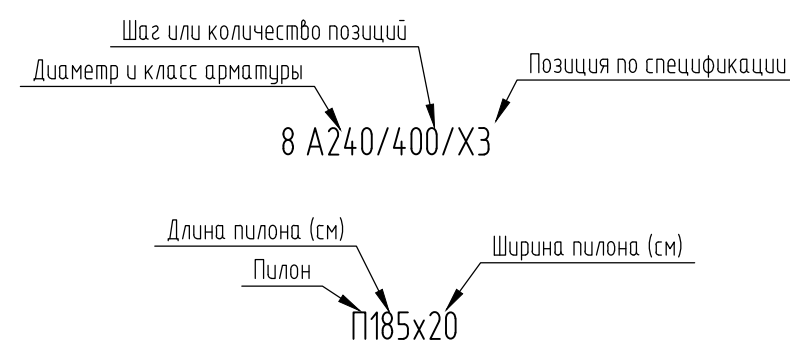 Шаг или количество позиций
Диаметр и класс арматуры
Позиция по спецификации
8 А240/400/Х3
Длина пилона (см)
Ширина пилона (см)
Пилон
П185х20